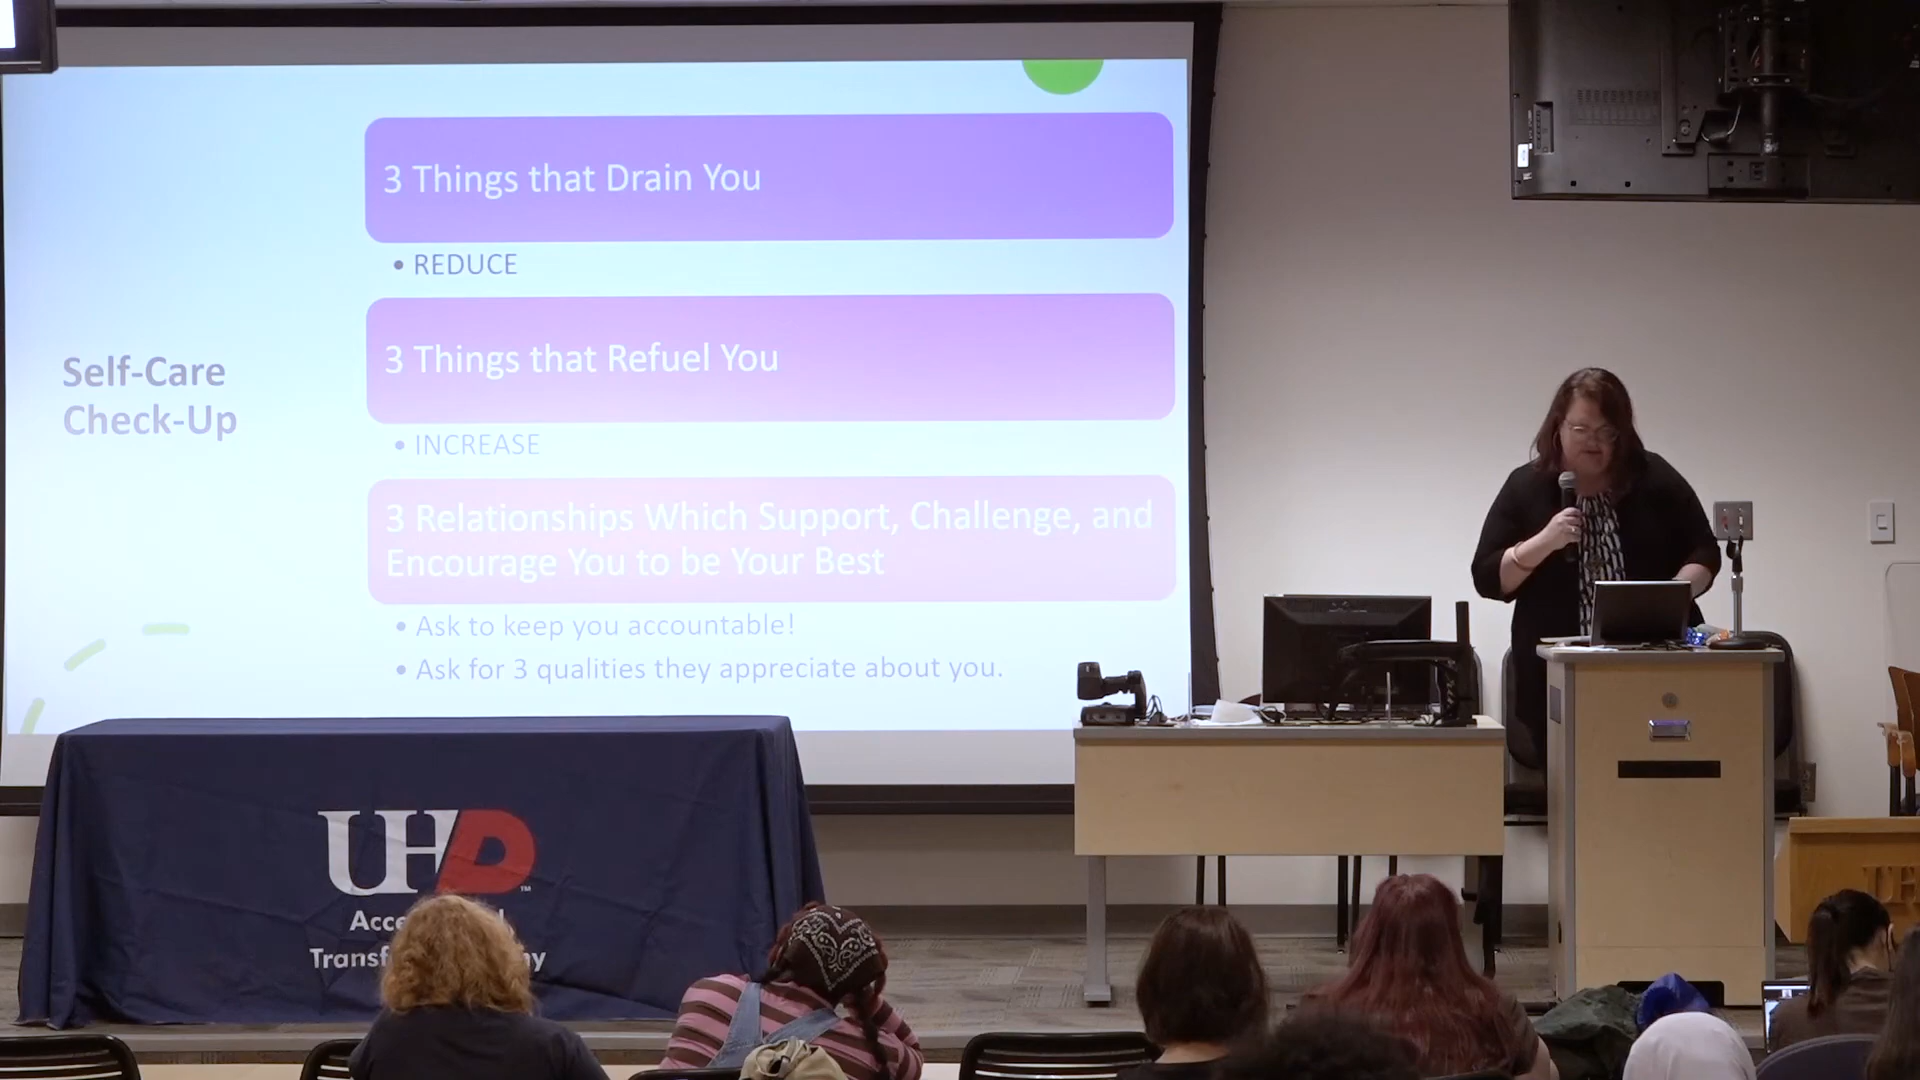 3 Things that Drain You
• REDUCE
3 Things that Refuel You
• INCREASE
Self-Care
Check-Up
3 Relationships Which Support, Challenge, and
Encourage You to be Your Best
• Ask to keep you accountable!
• Ask for 3 qualities they appreciate about you.
UHD
TM